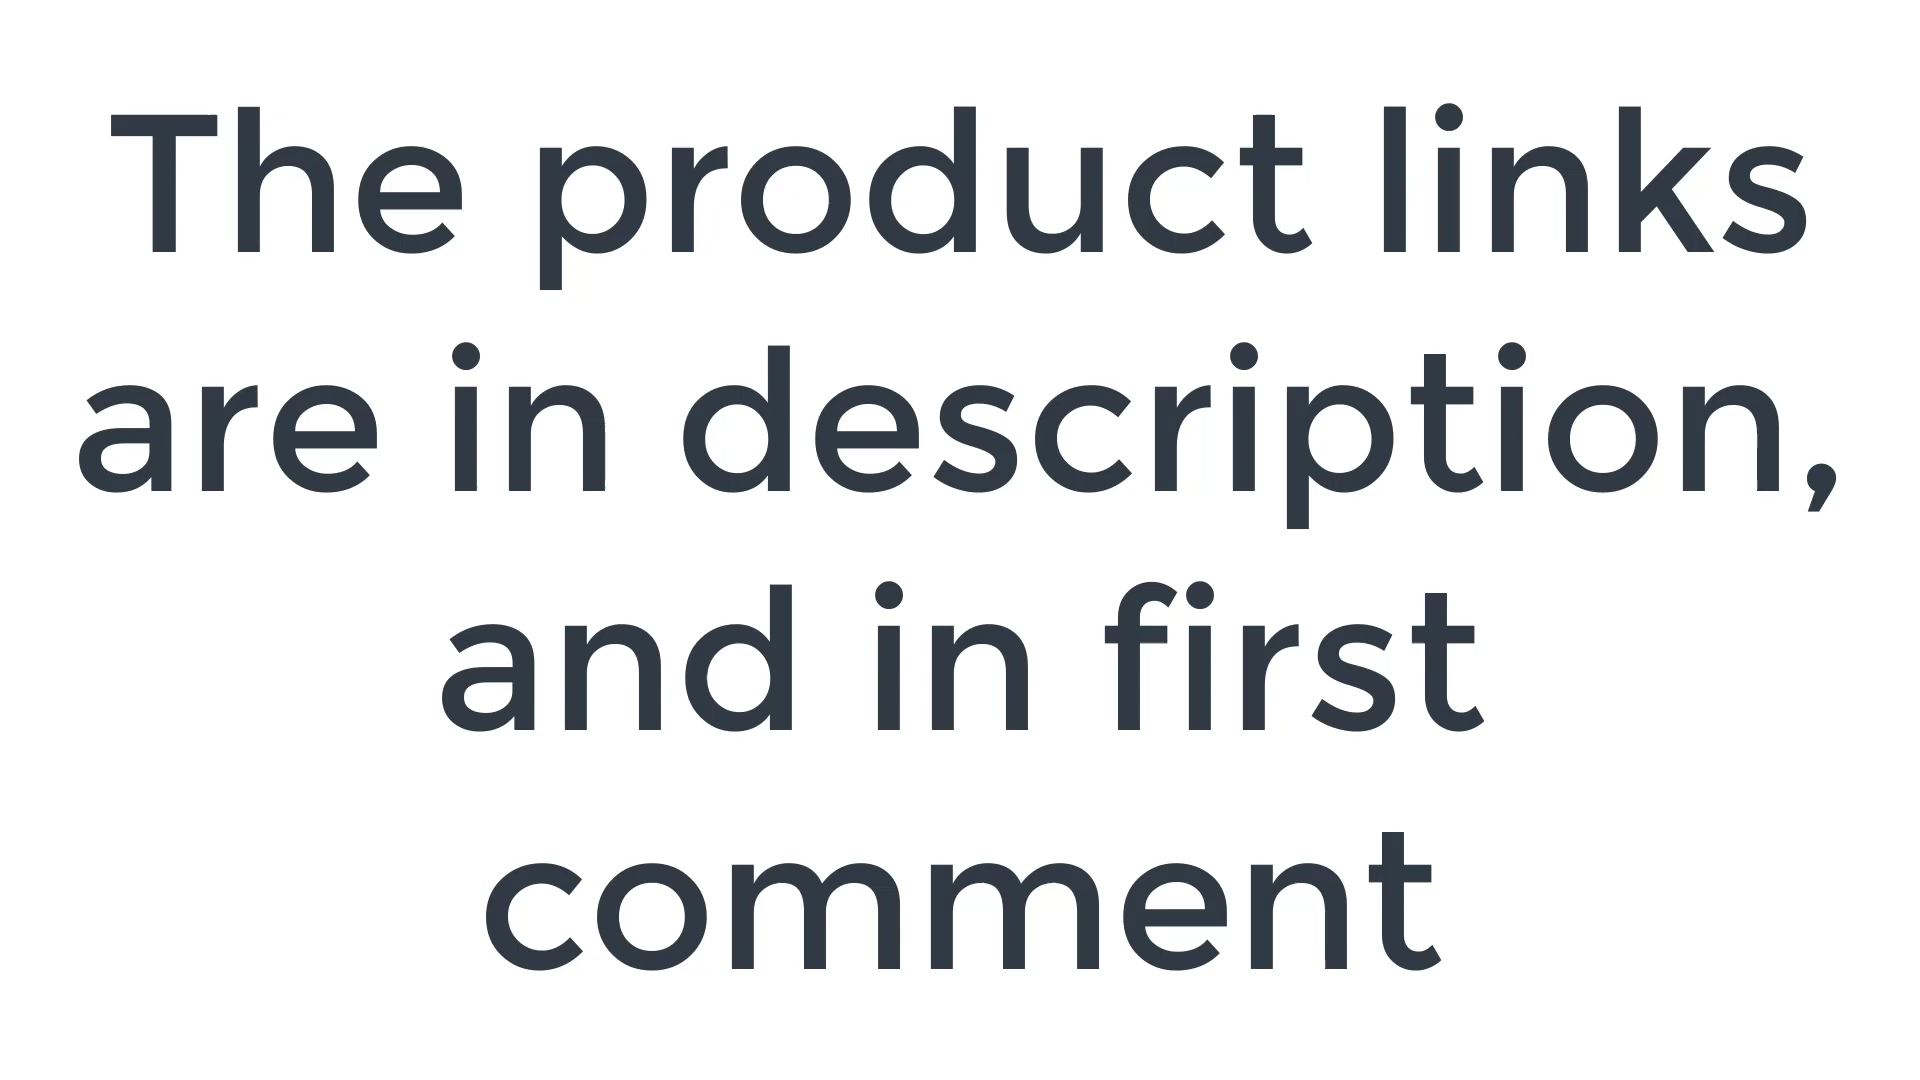 The product links
are in description,
and in first
comment